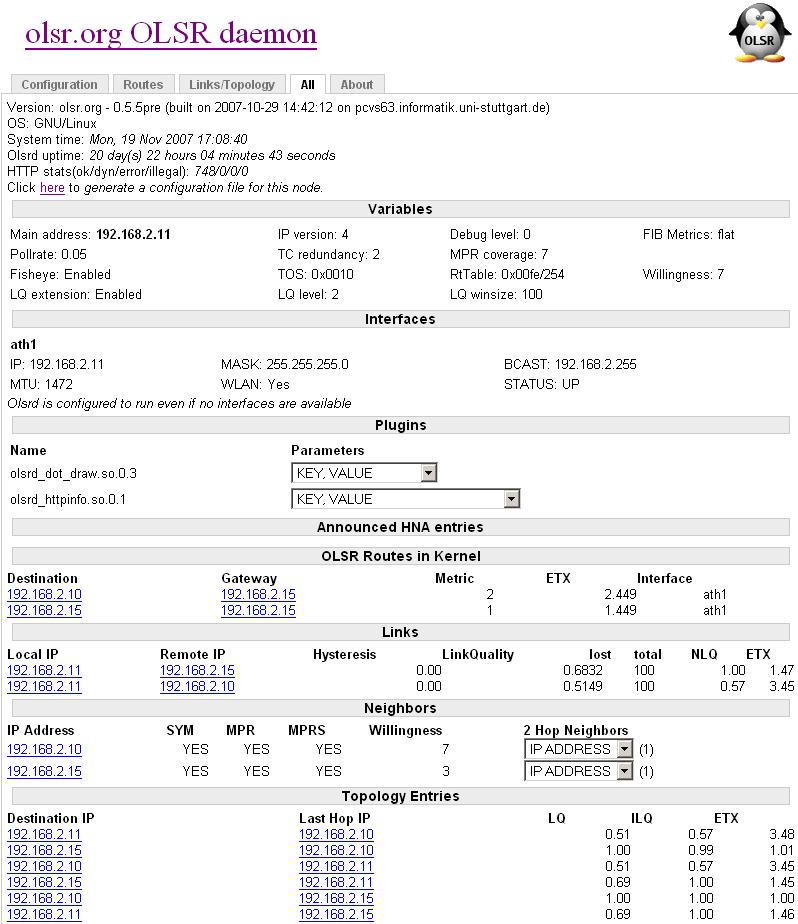 olsr.org OLSR daemon
OLSR
Configuration Routes Links/Topology All About
Version: olsr.org - 0.5.5pre (built on 2007-10-29 14:42:12 on pcvs63.informatik.uni-stuttgart.de)
OS: GNU/Linux
System time: Mon, 19 Nov 2007 17:08:40
Olsrd uptime: 20 day(s) 22 hours 04 minutes 43 seconds
HTTP stats(ok/dyn/error/illegal): 748/0/0/0
Click here to generate a configuration file for this node.
Variables
Main address: 192.168.2.11 IP version: 4 Debug level: 0 FIB Metrics: flat
Pollrate: 0.05 TC redundancy: 2 MPR coverage: 7
Fisheye: Enabled TOS: 0x0010 RtTable: 0x00fe/254 Willingness: 7
LQ extension: Enabled LQ level: 2 LQ winsize: 100
Interfaces
ath1
IP: 192.168.2.11 MASK: 255.255.255.0 BCAST: 192.168.2.255
MTU: 1472 WLAN: Yes STATUS: UP
Olsrd is configured to run even if no interfaces are available
Plugins
Name Parameters
olsrd_dot_draw.so.0.3 KEY, VALUE
olsrd_httpinfo.so.0.1 KEY, VALUE
Announced HNA entries
OLSR Routes in Kernel
Destination Gateway Metric ETX Interface
192.168.2.10 192.168.2.15 2 2.449 ath1
192.168.2.15 192.168.2.15 1 1.449 ath1
Links
Local IP Remote IP Hysteresis LinkQuality lost total NLQ ETX
192.168.2.11 192.168.2.15 0.00 0.6832 100 1.00 1.47
192.168.2.11 192.168.2.10 0.00 0.5149 100 0.57 3.45
Neighbors
IP Address SYM MPR MPRS Willingness 2 Hop Neighbors
192.168.2.10 YES YES YES 7 IP ADDRESS (1)
192.168.2.15 YES YES YES 3 IP ADDRESS (1)
Topology Entries
Destination IP Last Hop IP LQ ILQ ETX
192.168.2.11 192.168.2.10 0.51 0.57 3.48
192.168.2.15 192.168.2.10 1.00 0.99 1.01
192.168.2.10 192.168.2.11 0.51 0.57 3.45
192.168.2.15 192.168.2.11 0.69 1.00 1.45
192.168.2.10 192.168.2.15 1.00 1.00 1.00
192.168.2.11 192.168.2.15 0.69 1.00 1.46